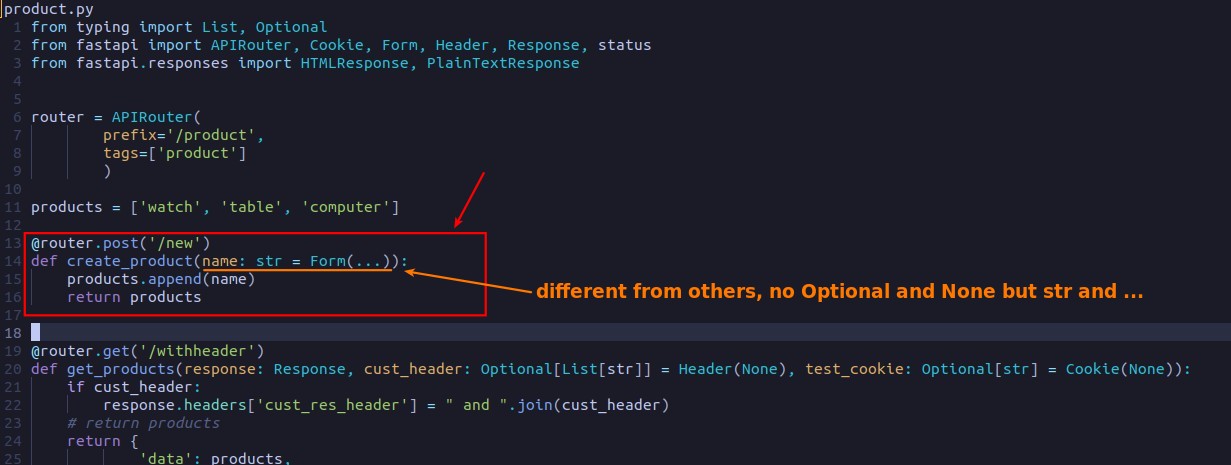 product.py
1 from typing import List, Optional
2 from fastapi import APIRouter, Cookie, Form, Header, Response, status
3 from fastapi.responses import HTMLResponse, PlainTextResponse
4
5
6 router = APIRouter(
7         prefix='/product',
8         tags=['product']
9         )
10
11 products = ['watch', 'table', 'computer']
12
13 @router.post('/new')
14 def create_product(name: str = Form(...)):
15     products.append(name)
16     return products
different from others, no Optional and None but str and ...
17
18
19 @router.get('/withheader')
20 def get_products(response: Response, cust_header: Optional[List[str]] = Header(None), test_cookie: Optional[str] = Cookie(None)):
21     if cust_header:
22         response.headers['cust_res_header'] = " and ".join(cust_header)
23     # return products
24     return {
25             'data': products,